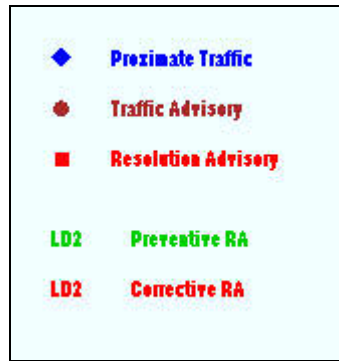 Proximate Traffic
Traffic Advisory
Resolution Advisory
LD2 Preventive RA
LD2 Corrective RA